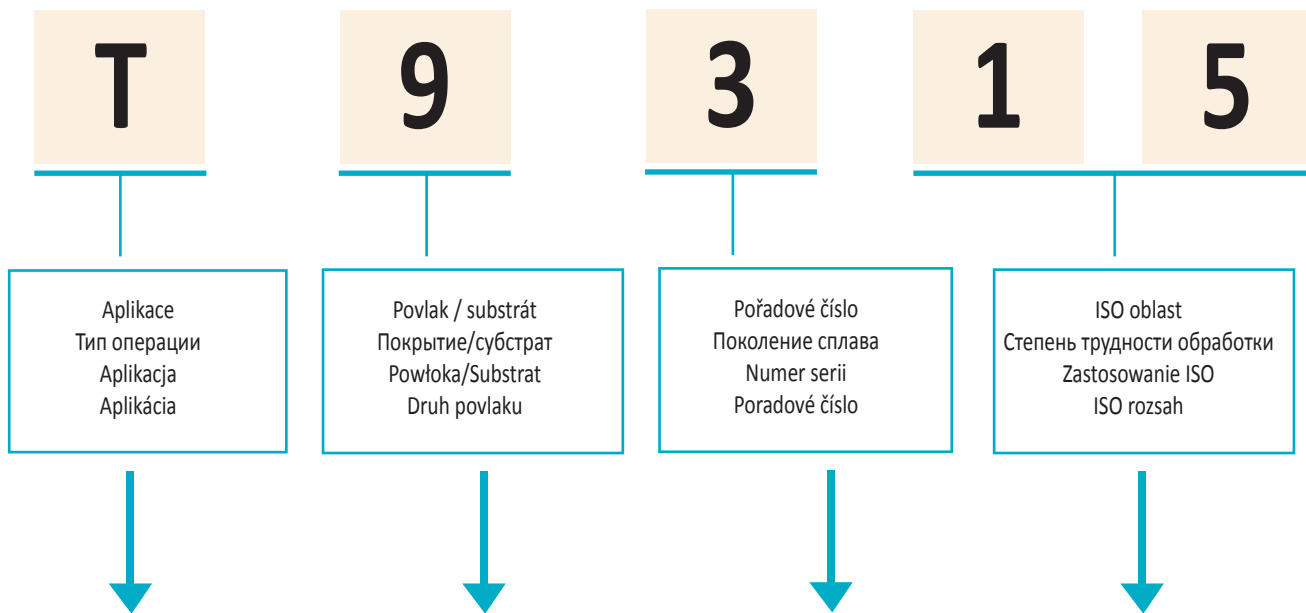 T 9 3 1 5
Aplikace
Тип операции
Aplikacja
Aplikácia
Povlak / substrát
Покрытие/субстрат
Powłoka/Substrat
Druh povlaku
Pořadové číslo
Поколение сплава
Numer serii
Poradové číslo
ISO oblast
Степень трудности обработки
Zastosowanie ISO
ISO rozsah